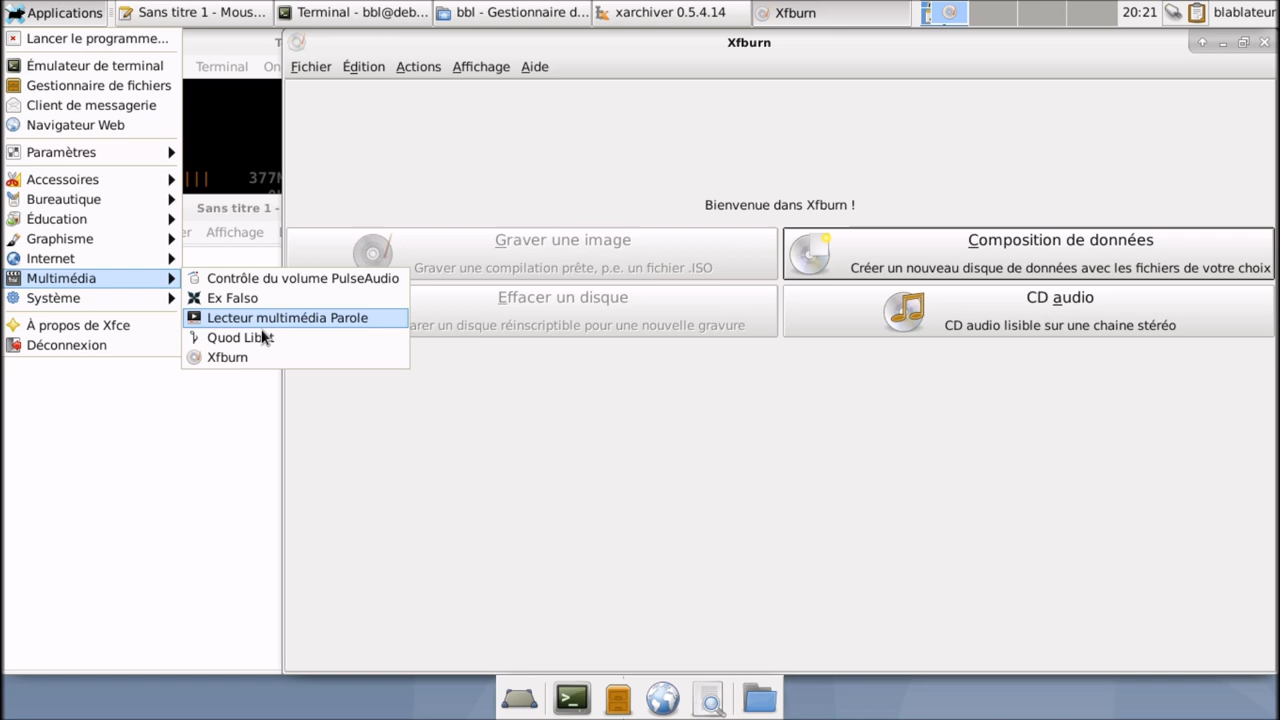 Applications
Sans titre 1 - Mous...
Terminal - bbl@deb...
bbl - Gestionnaire d...
xarchiver 0.5.4.14
Xfburn
20:21
blablateur
Lancer le programme...
Émulateur de terminal
Gestionnaire de fichiers
Client de messagerie
Navigateur Web
Paramètres
Accessoires
Bureautique
Éducation
Graphisme
Internet
Multimédia
Système
À propos de Xfce
Déconnexion
Contrôle du volume PulseAudio
Ex Falso
Lecteur multimédia Parole
Quod Libet
Xfburn
Terminal
377
Sans titre 1 -
Affichage
Xfburn
Fichier Édition Actions Affichage Aide
Bienvenue dans Xfburn !
Graver une image
Graver une compilation prête, p.e. un fichier .ISO
Composition de données
Créer un nouveau disque de données avec les fichiers de votre choix
Effacer un disque
un disque réinscriptible pour une nouvelle gravure
CD audio
CD audio lisible sur une chaine stéréo